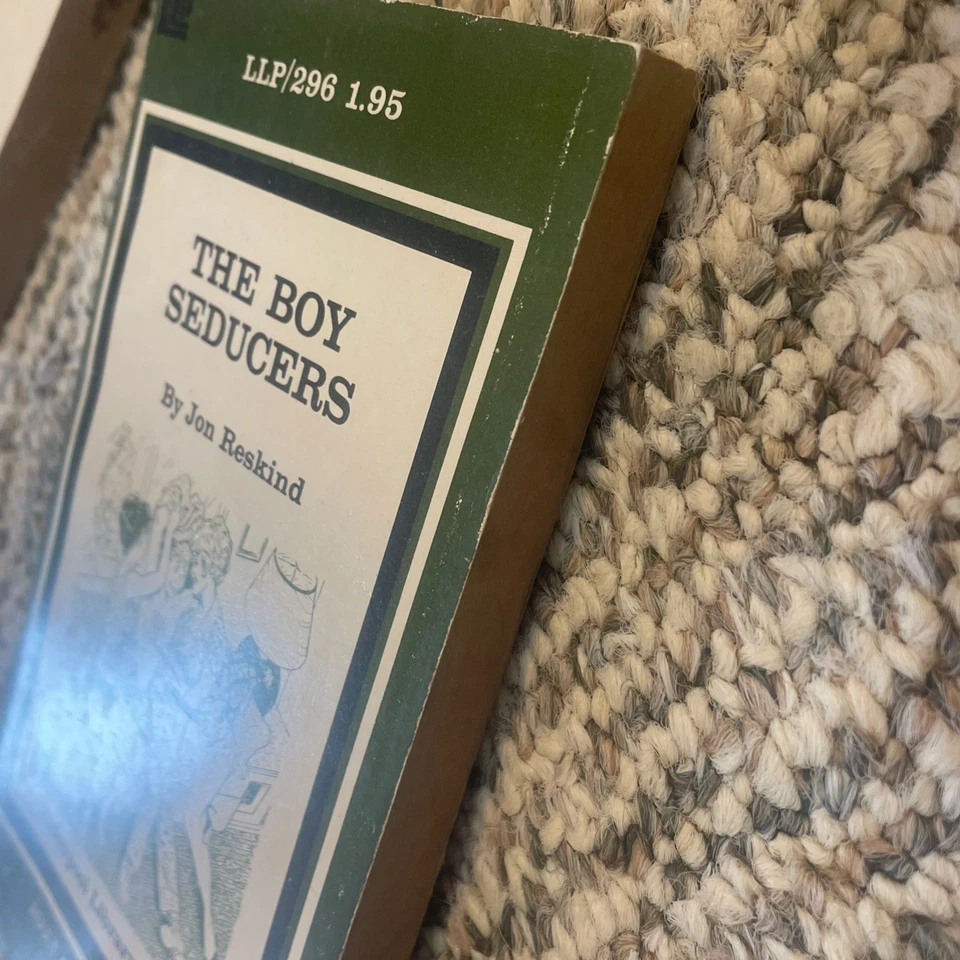 LLP/296 1.95
THE BOY
SEDUCERS
By Jon Reskind